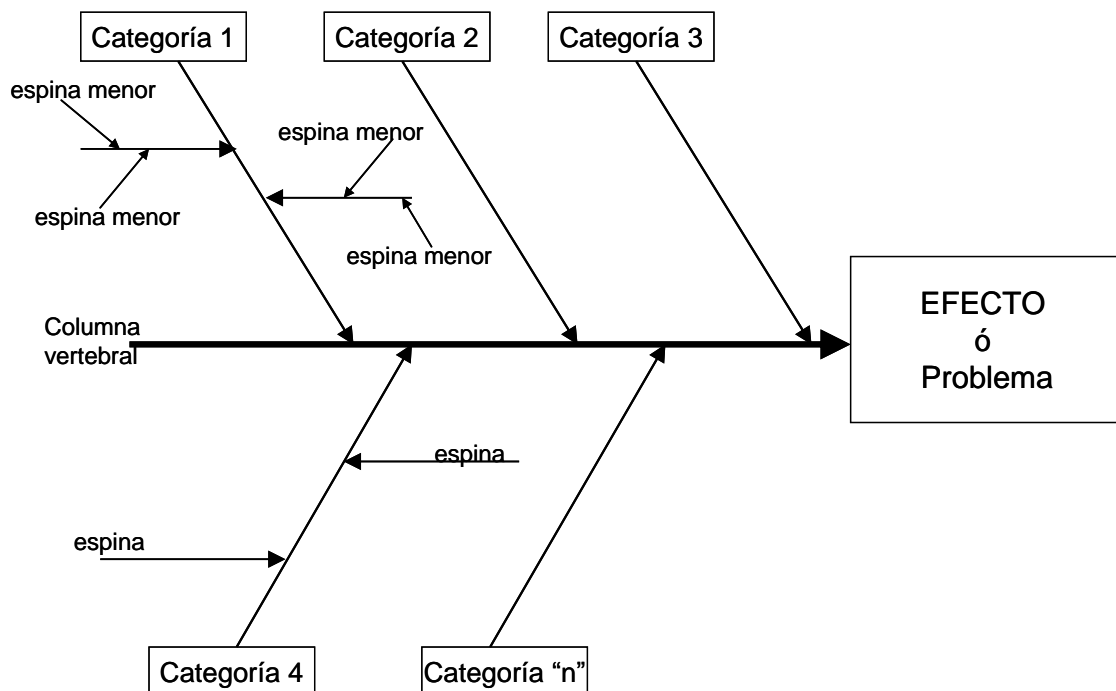 Categoría 1
Categoría 2
Categoría 3
espina menor
espina menor
espina menor
espina menor
Columna
vertebral
EFECTO
ó
Problema
espina
espina
Categoría 4
Categoría “n”